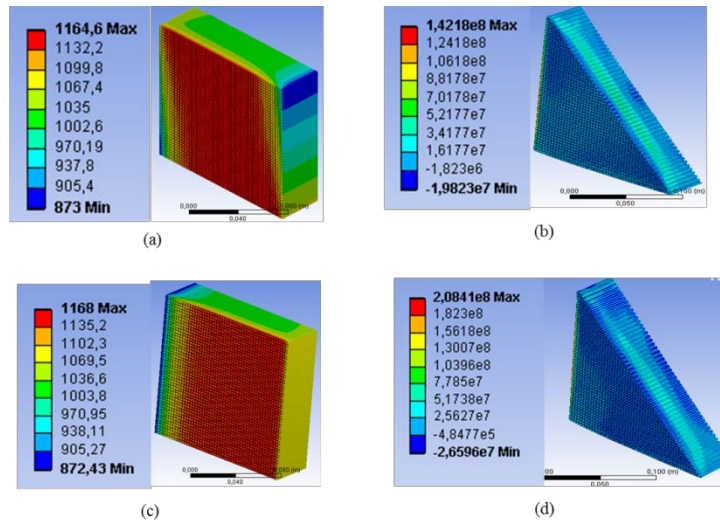 1164,6 Max
1132,2
1099,8
1067,4
1035
1002,6
970,19
937,8
905,4
873 Min
0,000
0,040
0,080 (m)
(a)
1,4218e8 Max
1,2418e8
1,0618e8
8,8178e7
7,0178e7
5,2177e7
3,4177e7
1,6177e7
-1,823e6
-1,9823e7 Min
0,000
0,050
0,100 (m)
(b)
1168 Max
1135,2
1102,3
1069,5
1036,6
1003,8
970,95
938,11
905,27
872,43 Min
0,000
0,040
0,080 (m)
(c)
2,0841e8 Max
1,823e8
1,5618e8
1,3007e8
1,0396e8
7,785e7
5,1738e7
2,5627e7
-4,8477e5
-2,6596e7 Min
0,050
0,100 (m)
(d)